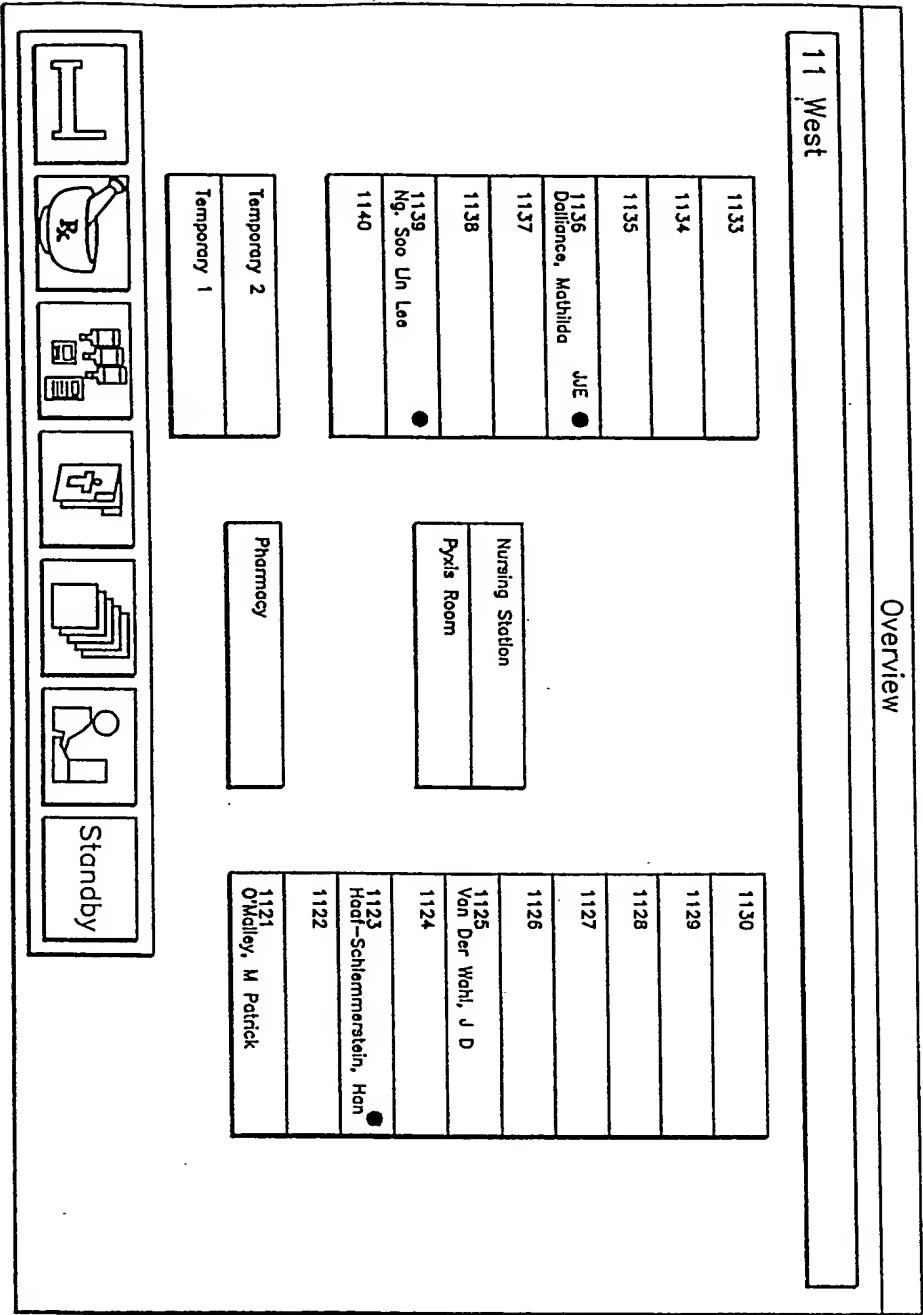 Overview
11 West
1133
1134
1135
1136
Dalliance, Mathilda JJE
1137
1138
1139
Ng, Soo Un Lee
1140
Temporary 2
Temporary 1
Nursing Station
Pyxis Room
Pharmacy
1130
1129
1128
1127
1126
1125
Van Der Wahl, J D
1124
1123
Haaf-Schlemmerstein, Han
1122
1121
O'Malley, M Patrick
Rx
Standby